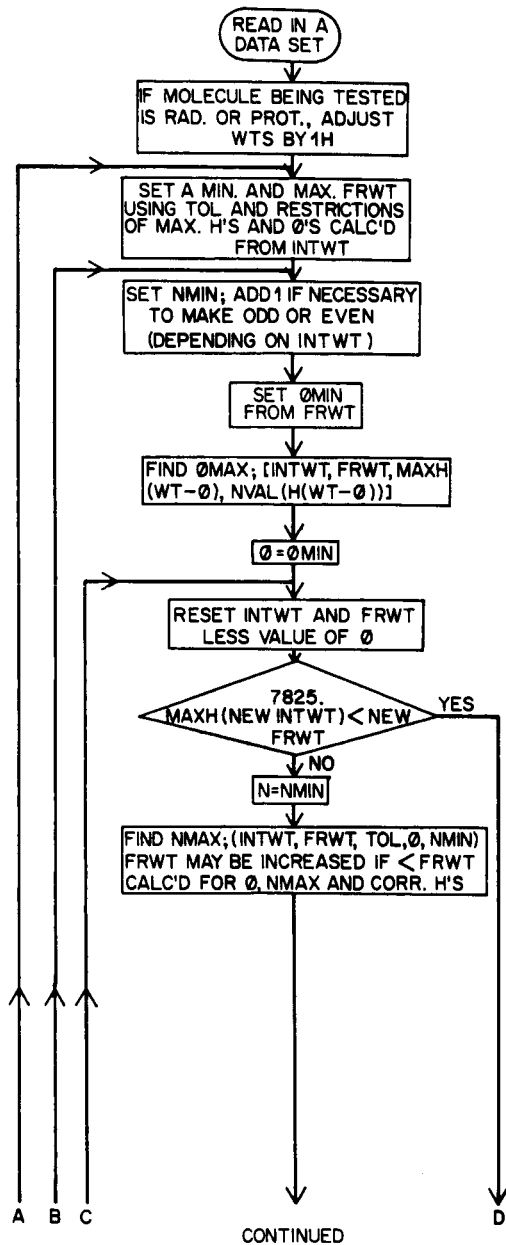 READ IN A
DATA SET
IF MOLECULE BEING TESTED
IS RAD. OR PROT., ADJUST
WTS BY 1H
SET A MIN. AND MAX. FRWT
USING TOL AND RESTRICTIONS
OF MAX. H'S AND Ø'S CALC'D
FROM INTWT
SET NMIN; ADD 1 IF NECESSARY
TO MAKE ODD OR EVEN
(DEPENDING ON INTWT)
SET ØMIN
FROM FRWT
FIND ØMAX; [INTWT, FRWT, MAXH
(WT-Ø), NVAL(H(WT-Ø))]
Ø=ØMIN
RESET INTWT AND FRWT
LESS VALUE OF Ø
7825.
MAXH(NEW INTWT)<NEW
FRWT
YES
NO
N=NMIN
FIND NMAX; (INTWT, FRWT, TOL, Ø, NMIN)
FRWT MAY BE INCREASED IF <FRWT
CALC'D FOR Ø, NMAX AND CORR. H'S
A B C D
CONTINUED